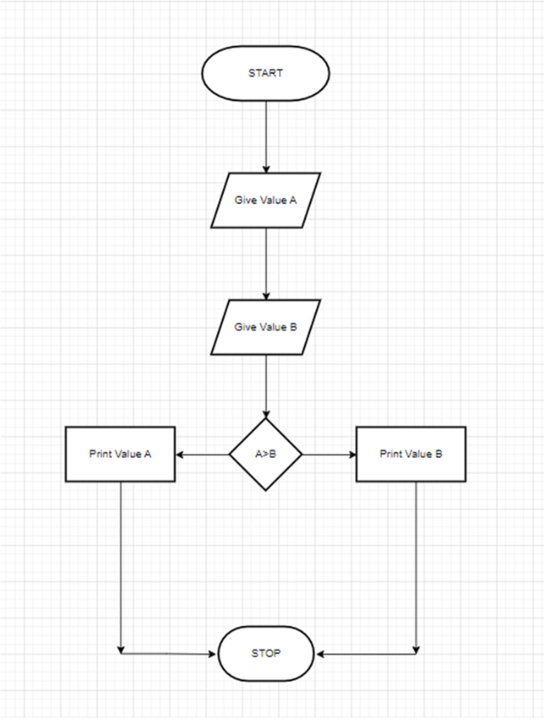 START
Give Value A
Give Value B
Print Value A
A>B
Print Value B
STOP